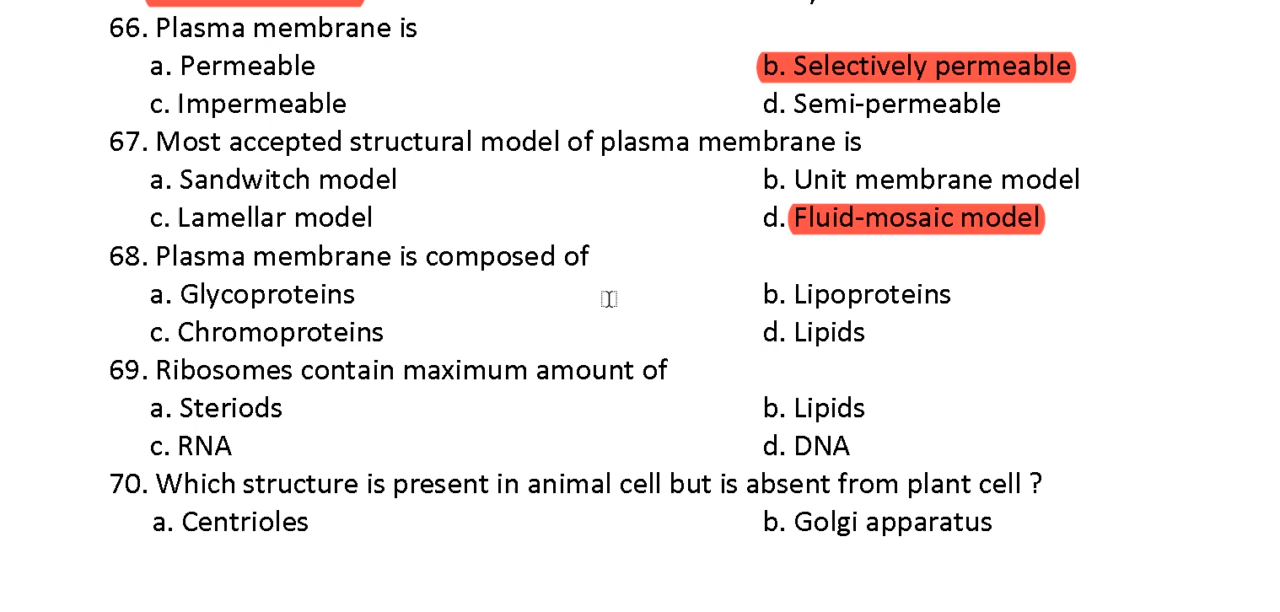 66. Plasma membrane is
a. Permeable b. Selectively permeable
c. Impermeable d. Semi-permeable
67. Most accepted structural model of plasma membrane is
a. Sandwitch model b. Unit membrane model
c. Lamellar model d. Fluid-mosaic model
68. Plasma membrane is composed of
a. Glycoproteins b. Lipoproteins
c. Chromoproteins d. Lipids
69. Ribosomes contain maximum amount of
a. Steriods b. Lipids
c. RNA d. DNA
70. Which structure is present in animal cell but is absent from plant cell ?
a. Centrioles b. Golgi apparatus